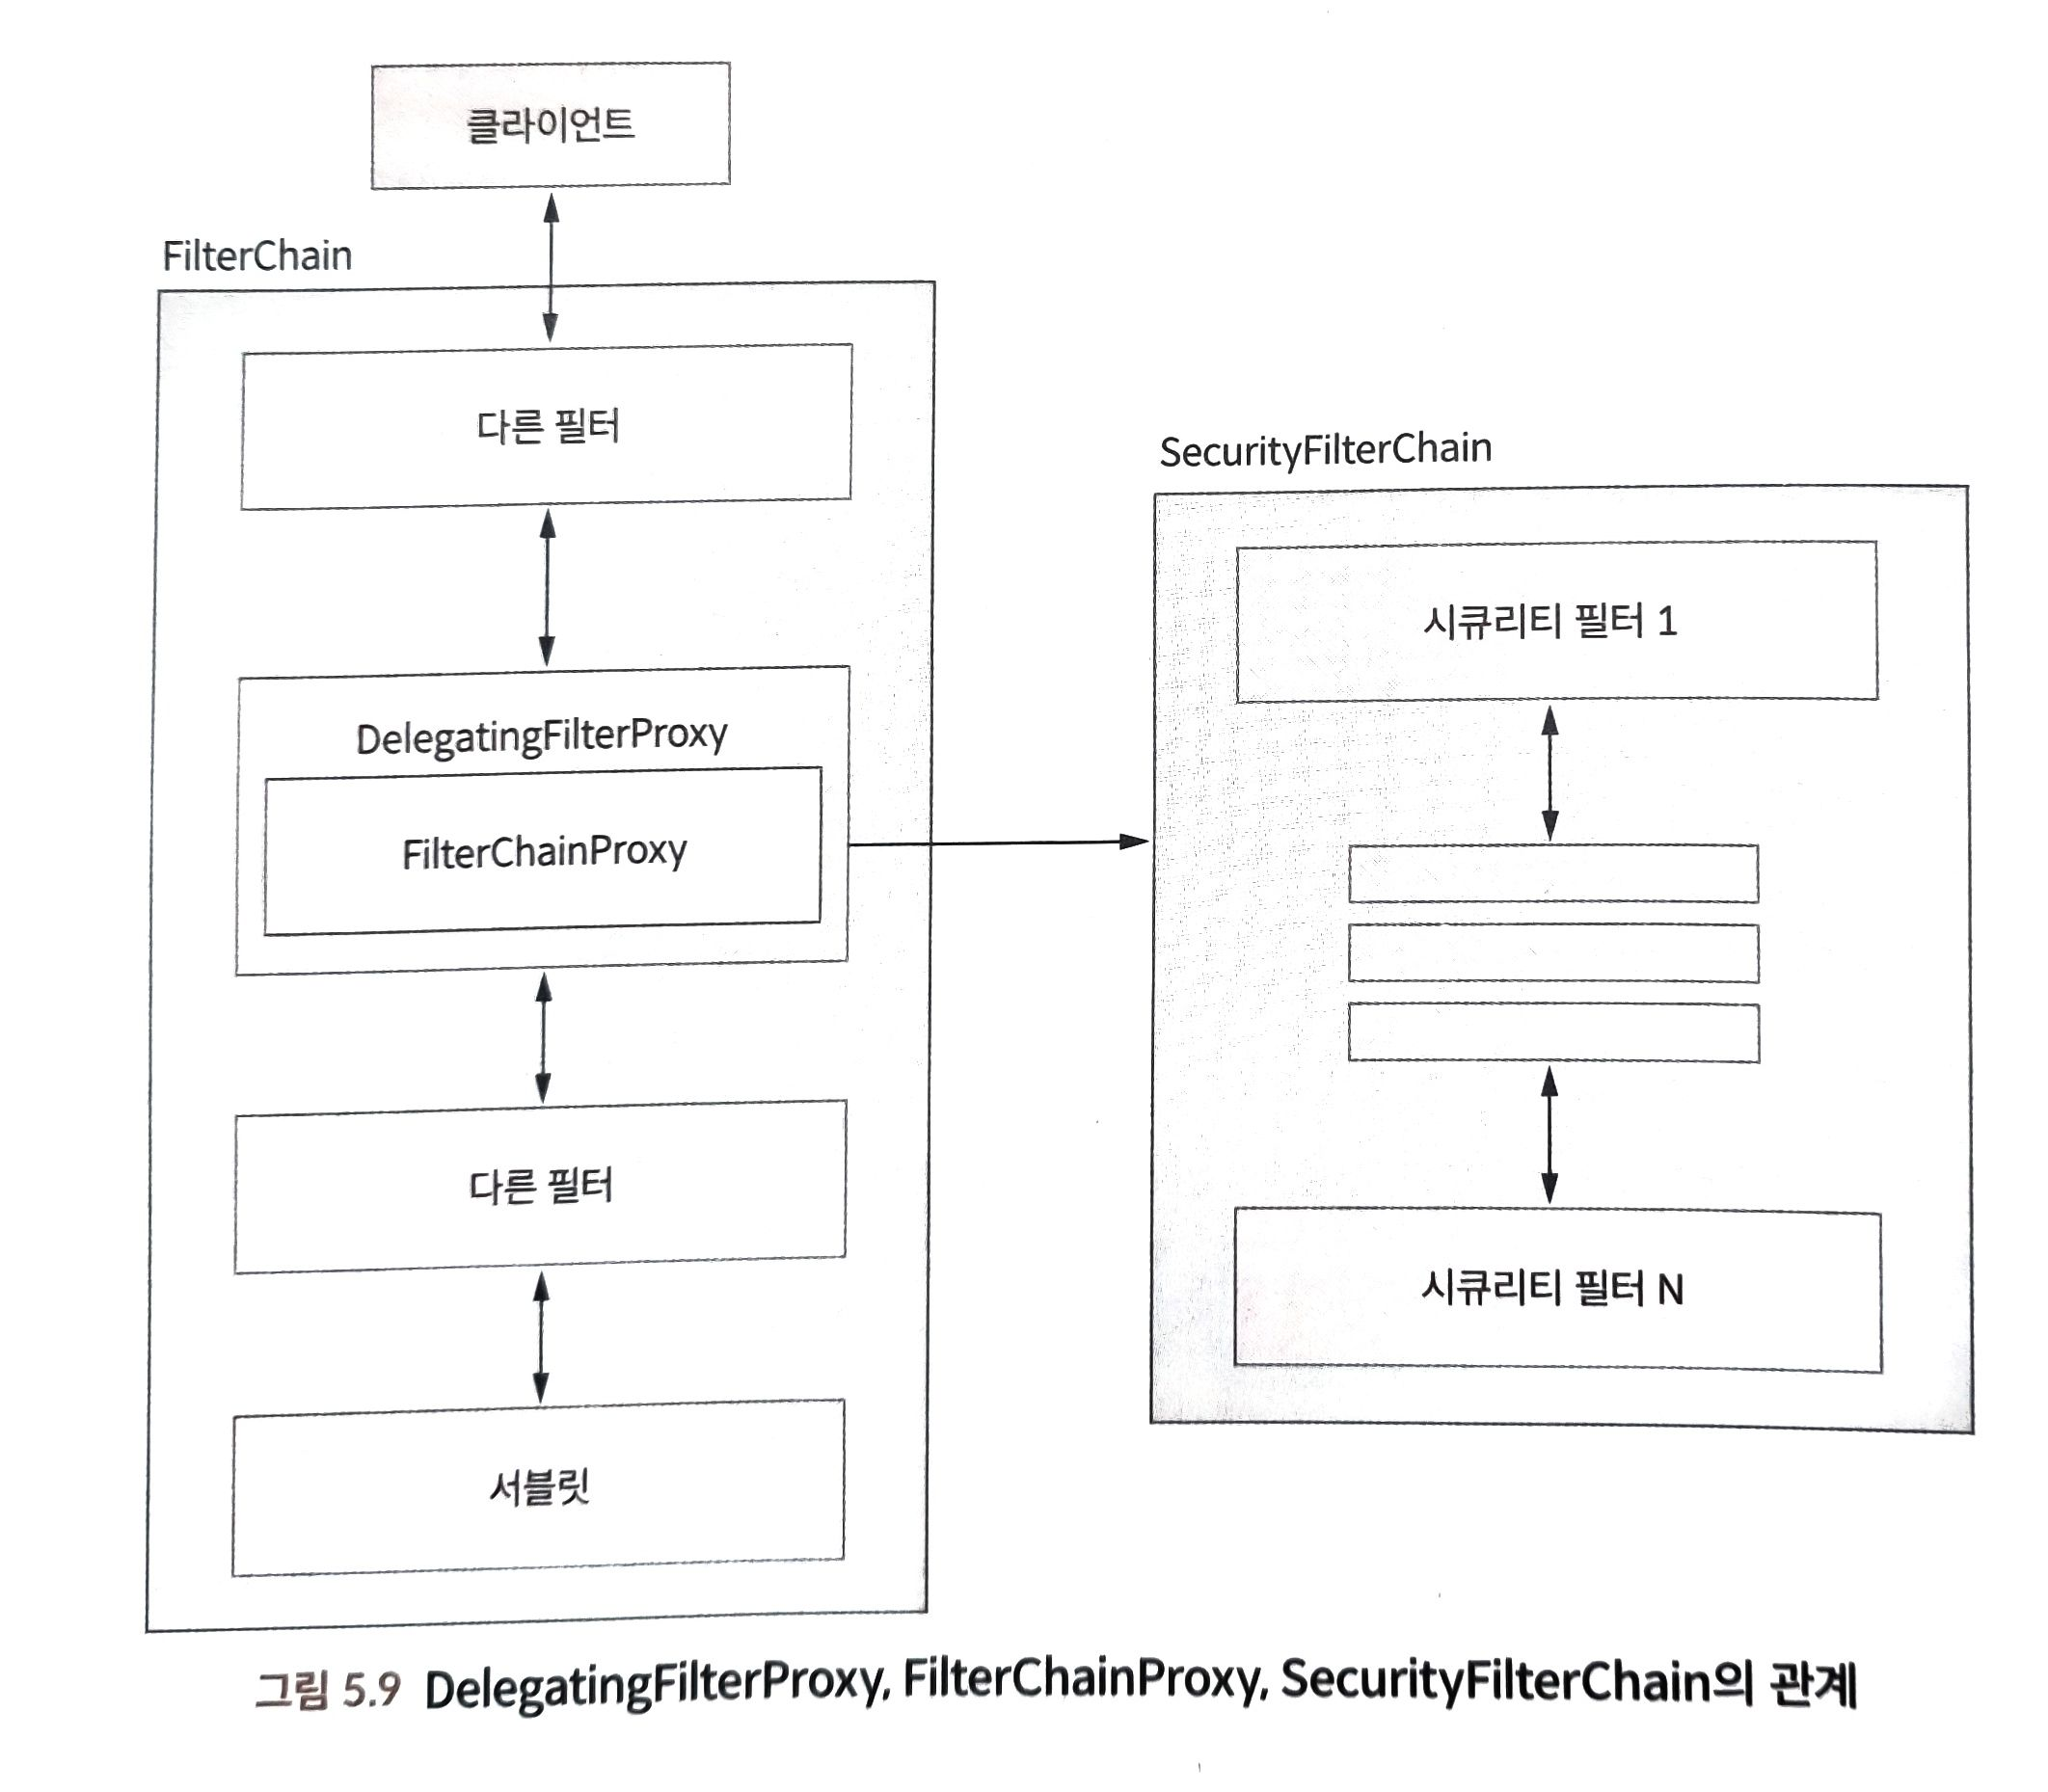 클라이언트
FilterChain
다른 필터
DelegatingFilterProxy
FilterChainProxy
다른 필터
서블릿
SecurityFilterChain
시큐리티 필터 1
시큐리티 필터 N
그림 5.9 DelegatingFilterProxy, FilterChainProxy, SecurityFilterChain의 관계